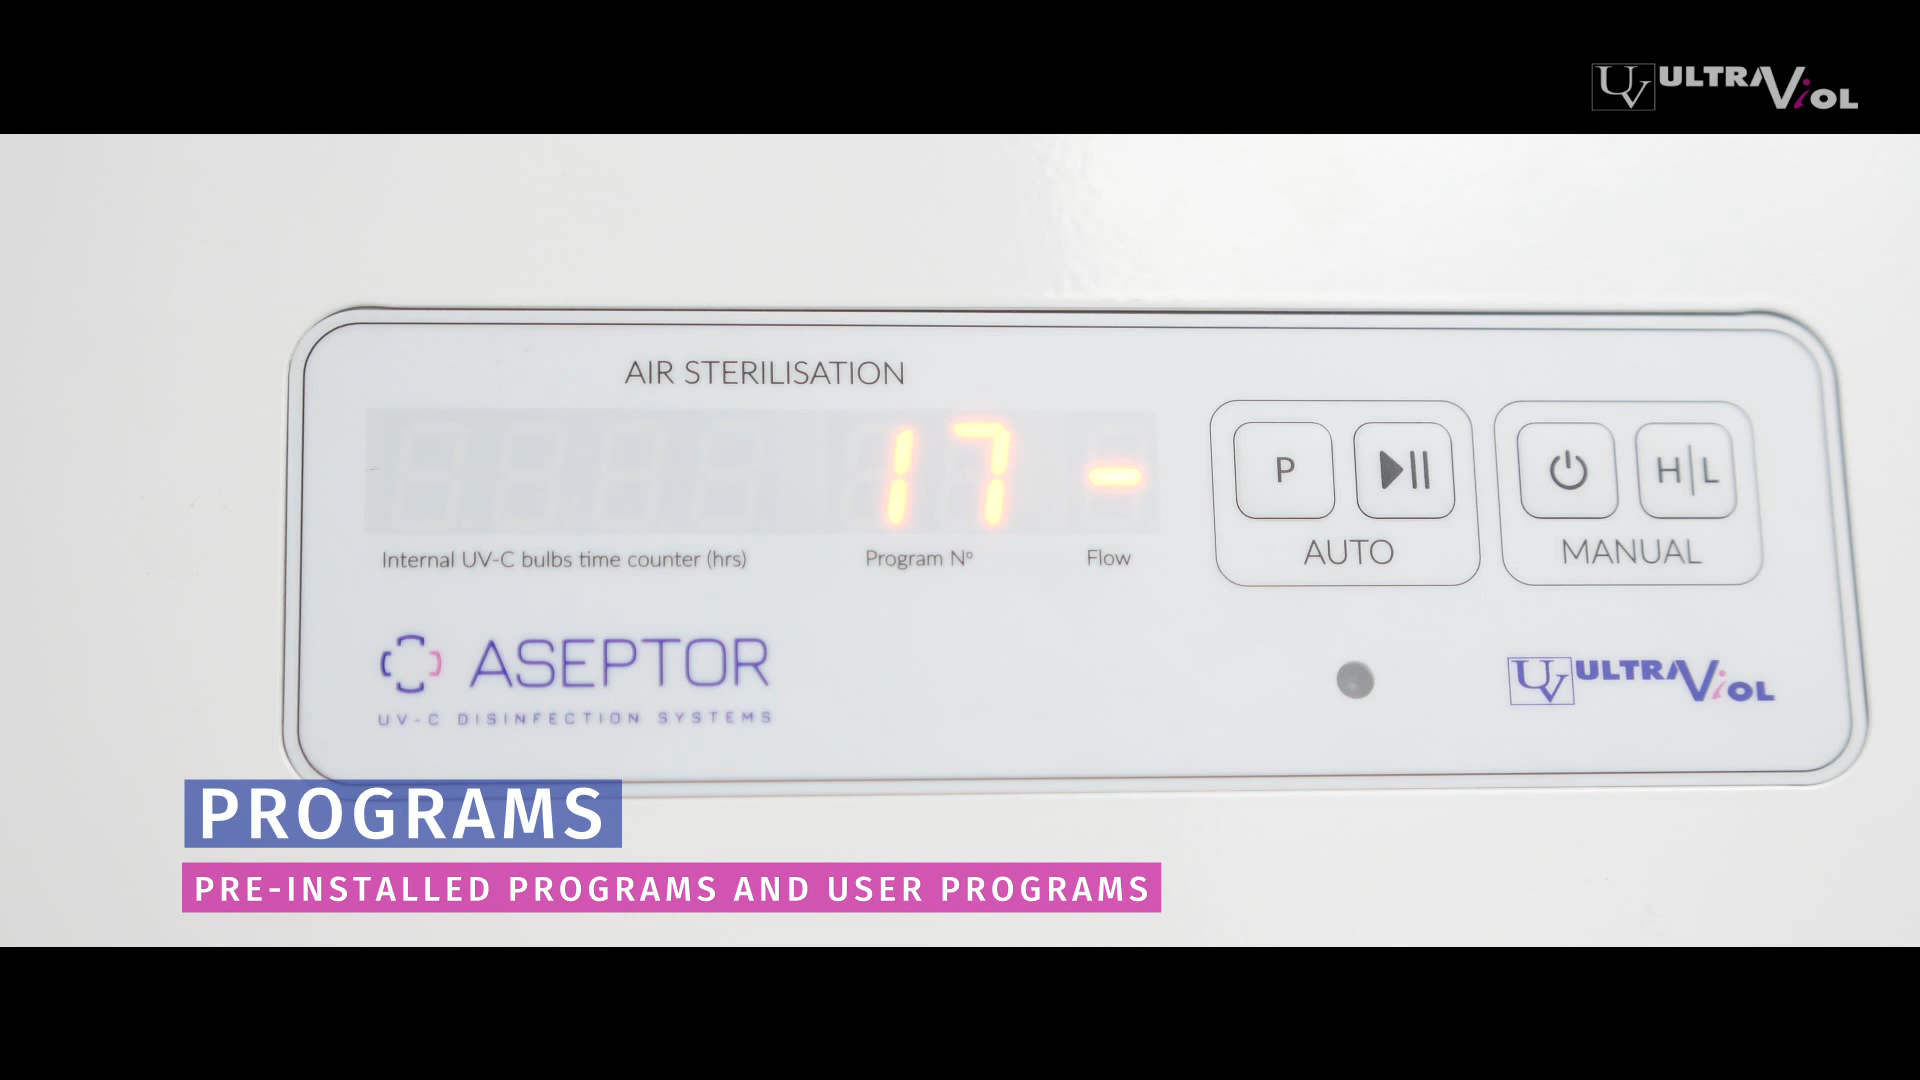 UV ULTRAViOL
AIR STERILISATION
17 -
Internal UV-C bulbs time counter (hrs)
Program Nº
Flow
P
H|L
AUTO
MANUAL
ASEPTOR
UV-C DISINFECTION SYSTEMS
UV ULTRAViOL
PROGRAMS
PRE-INSTALLED PROGRAMS AND USER PROGRAMS